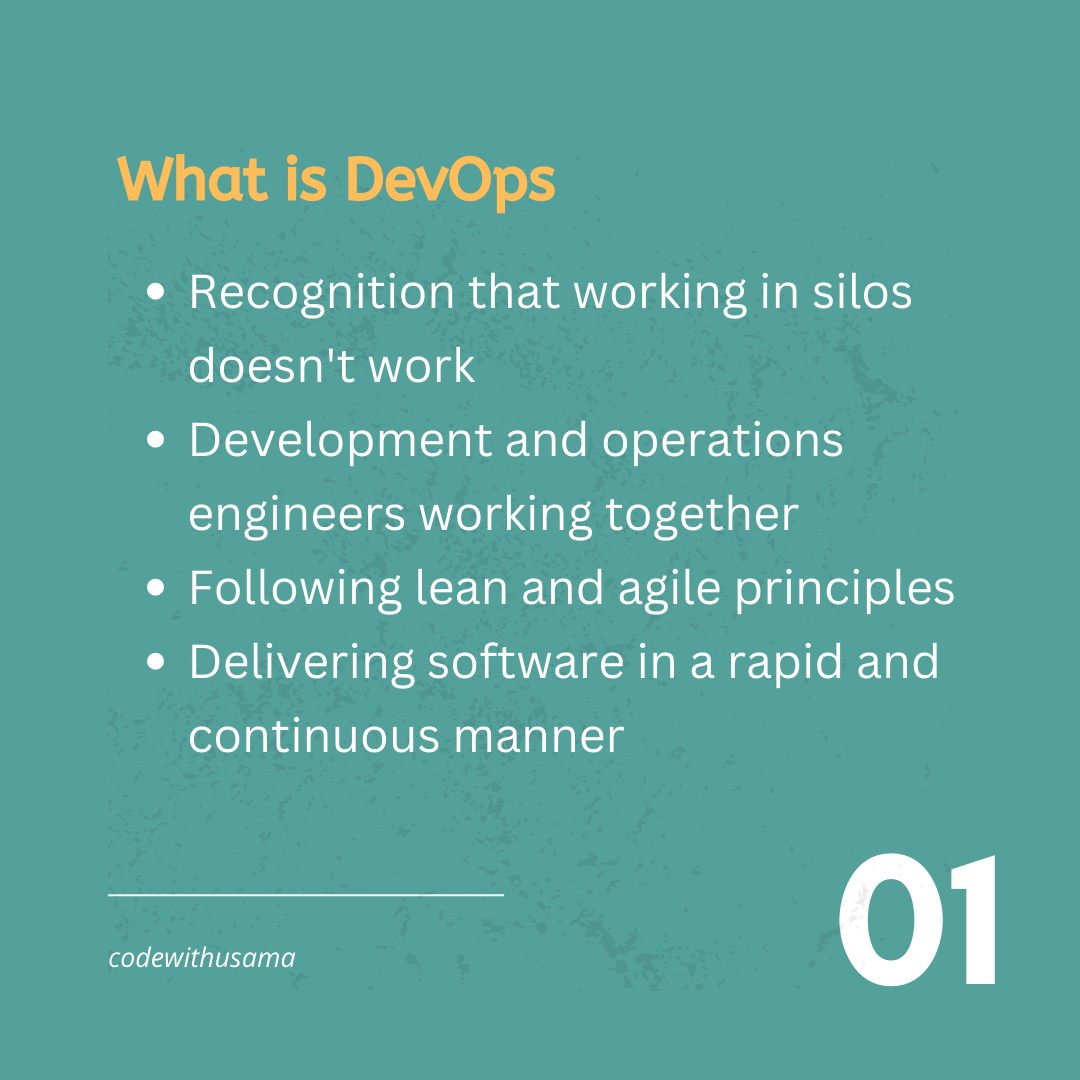 What is DevOps
• Recognition that working in silos
doesn't work
• Development and operations
engineers working together
• Following lean and agile principles
• Delivering software in a rapid and
continuous manner
codewithusama
01